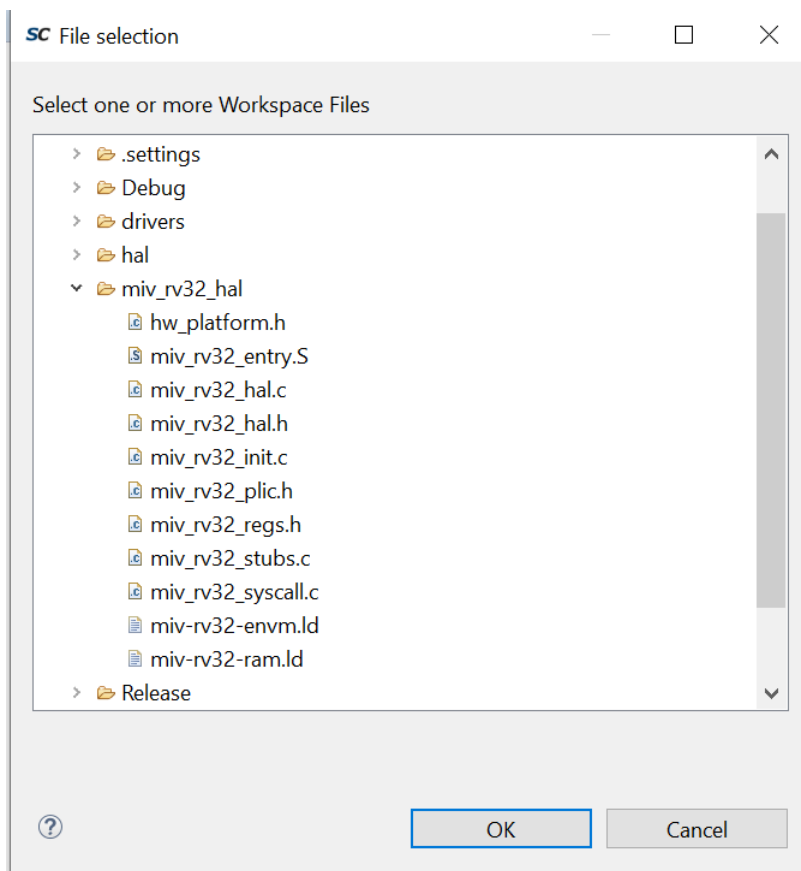 SC File selection
Select one or more Workspace Files
.settings
Debug
drivers
hal
miv_rv32_hal
hw_platform.h
miv_rv32_entry.S
miv_rv32_hal.c
miv_rv32_hal.h
miv_rv32_init.c
miv_rv32_plic.h
miv_rv32_regs.h
miv_rv32_stubs.c
miv_rv32_syscall.c
miv-rv32-envm.ld
miv-rv32-ram.ld
Release
? OK Cancel